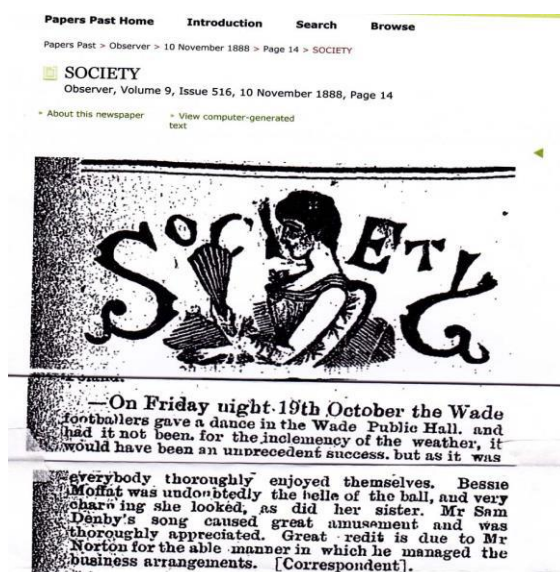 Papers Past Home Introduction Search Browse
Papers Past > Observer > 10 November 1888 > Page 14 > SOCIETY
SOCIETY
Observer, Volume 9, Issue 516, 10 November 1888, Page 14
About this newspaper View computer-generated
text
SOCIETY
—On Friday night 19th October the Wade
footballers gave a dance in the Wade Public Hall. and
had it not been. for the inclemency of the weather, it
would have been an unprecedent success. but as it was
everybody thoroughly enjoyed themselves. Bessie
Moffat was undoubtedly the belle of the ball, and very
char ing she looked, as did her sister. Mr Sam
Denby's song caused great amusement and was
thoroughly appreciated. Great redit is due to Mr
Norton for the able manner in which he managed the
business arrangements. [Correspondent].